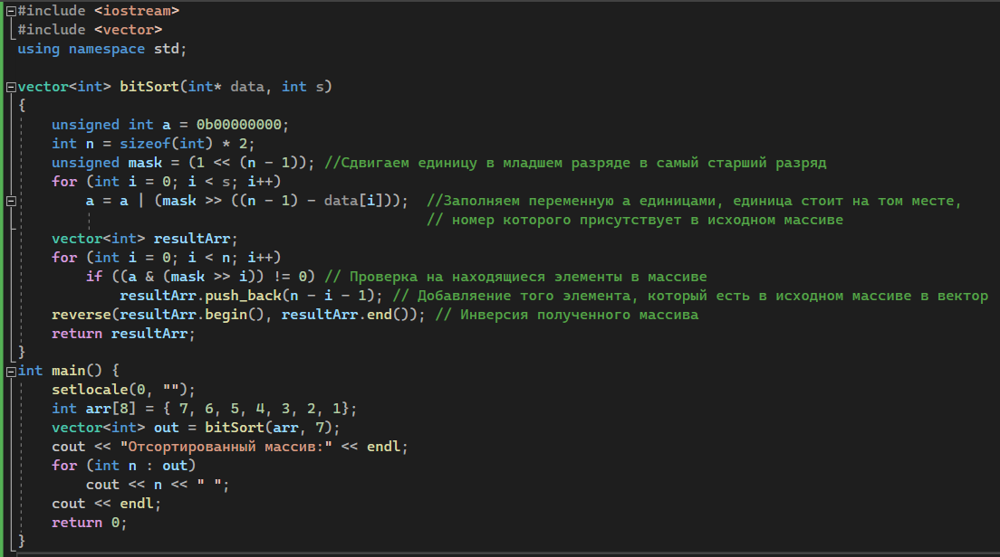 #include <iostream>
#include <vector>
using namespace std;
vector<int> bitSort(int* data, int s)
{
    unsigned int a = 0b00000000;
    int n = sizeof(int) * 2;
    unsigned mask = (1 << (n - 1)); //Сдвигаем единицу в младшем разряде в самый старший разряд
    for (int i = 0; i < s; i++)
        a = a | (mask >> ((n - 1) - data[i]));  //Заполняем переменную а единицами, единица стоит на том месте,
                                                // номер которого присутствует в исходном массиве
    vector<int> resultArr;
    for (int i = 0; i < n; i++)
        if ((a & (mask >> i)) != 0) // Проверка на находящиеся элементы в массиве
            resultArr.push_back(n - i - 1); // Добавляение того элемента, который есть в исходном массиве в вектор
    reverse(resultArr.begin(), resultArr.end()); // Инверсия полученного массива
    return resultArr;
}
int main() {
    setlocale(0, "");
    int arr[8] = { 7, 6, 5, 4, 3, 2, 1};
    vector<int> out = bitSort(arr, 7);
    cout << "Отсортированный массив:" << endl;
    for (int n : out)
        cout << n << " ";
    cout << endl;
    return 0;
}